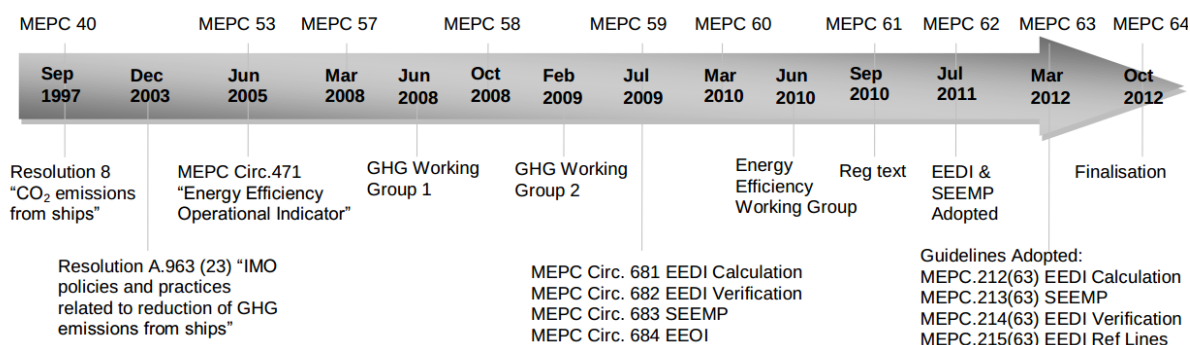 MEPC 40
MEPC 53
MEPC 57
MEPC 58
MEPC 59
MEPC 60
MEPC 61
MEPC 62
MEPC 63
MEPC 64
Sep
1997
Dec
2003
Jun
2005
Mar
2008
Jun
2008
Oct
2008
Feb
2009
Jul
2009
Mar
2010
Jun
2010
Sep
2010
Jul
2011
Mar
2012
Oct
2012
Resolution 8
“CO₂ emissions
from ships”
MEPC Circ.471
“Energy Efficiency
Operational Indicator”
GHG Working
Group 1
GHG Working
Group 2
Energy
Efficiency
Working Group
Reg text
EEDI &
SEEMP
Adopted
Finalisation
Resolution A.963 (23) “IMO
policies and practices
related to reduction of GHG
emissions from ships”
MEPC Circ. 681 EEDI Calculation
MEPC Circ. 682 EEDI Verification
MEPC Circ. 683 SEEMP
MEPC Circ. 684 EEOI
Guidelines Adopted:
MEPC.212(63) EEDI Calculation
MEPC.213(63) SEEMP
MEPC.214(63) EEDI Verification
MEPC.215(63) EEDI Ref Lines